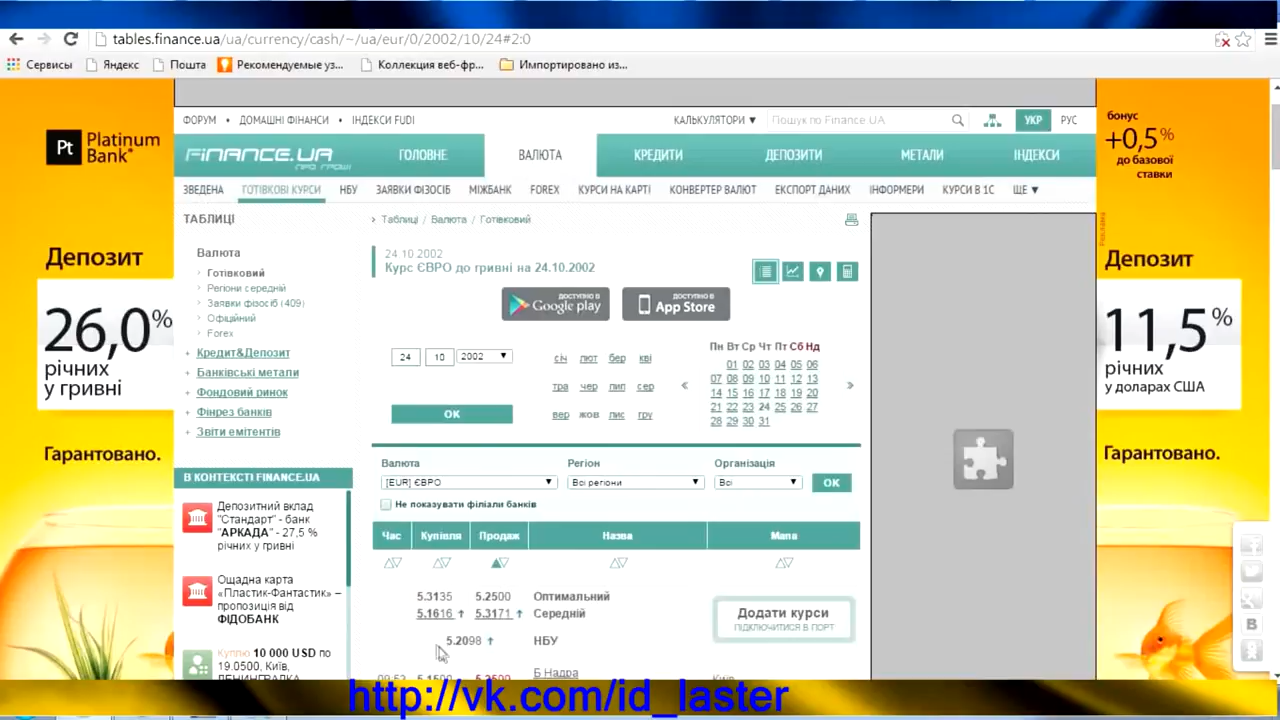 tables.finance.ua/ua/currency/cash/~/ua/eur/0/2002/10/24#2:0
Сервисы Яндекс Пошта Рекомендуемые уз... Коллекция веб-фр... Импортировано из...
Pt Platinum Bank
Депозит
26,0%
річних
у гривні
Гарантовано.
ФОРУМ • ДОМАШНІ ФІНАНСИ • ІНДЕКСИ FUді
КАЛЬКУЛЯТОРИ ▼ Пошук по Finance UA УКР РУС
FINANCE.UA
ПРО ГРОШІ
ГОЛОВНЕ ВАЛЮТА КРЕДИТИ ДЕПОЗИТИ МЕТАЛИ ІНДЕКСИ
ЗВЕДЕНА ГОТІВКОВІ КУРСИ НБУ ЗАЯВКИ ФІЗОСІБ МІЖБАНК FOREX КУРСИ НА КАРТІ КОНВЕРТЕР ВАЛЮТ ЕКСПОРТ ДАНИХ ІНФОРМЕРИ КУРСИ В 1С ЩЕ ▼
ТАБЛИЦІ
Валюта
Готівковий
Регіони середній
Заявки фізосіб (409)
Офіційний
Forex
Кредит&Депозит
Банківські метали
Фондовий ринок
Фінрез банків
Звіти емітентів
В КОНТЕКСТІ FINANCE.UA
Депозитний вклад
"Стандарт" - банк
"АРКАДА" - 27,5 %
річних у гривні
Ощадна карта
«Пластик-Фантастик» –
пропозиція від
ФІДОБАНК
Куплю 10 000 USD по
19.0500, Київ,
Таблиці / Валюта / Готівковий
24.10.2002
Курс ЄВРО до гривні на 24.10.2002
ДОСТУПНО В
Google play
ДОСТУПНО В
App Store
24 10 2002
січ лют бер кві
тра чер лип сер
вер жов лис гру
OK
Пн Вт Ср Чт Пт Сб Нд
01 02 03 04 05 06
07 08 09 10 11 12 13
14 15 16 17 18 19 20
21 22 23 24 25 26 27
28 29 30 31
Валюта Регіон Організація
[EUR] ЄВРО Всі регіони Всі OK
Не показувати філіали банків
Час Купівля Продаж Назва Мапа
5.3135 5.2500 Оптимальний
5.1616 5.3171 Середній
5.2098 НБУ
Б Надра
Додати курси
ПІДКЛЮЧИТИСЯ В ПОРТ
бонус
+0,5%
до базової
ставки
Реклама
Депозит
11,5%
річних
у доларах США
Гарантовано.
http://vk.com/id_laster